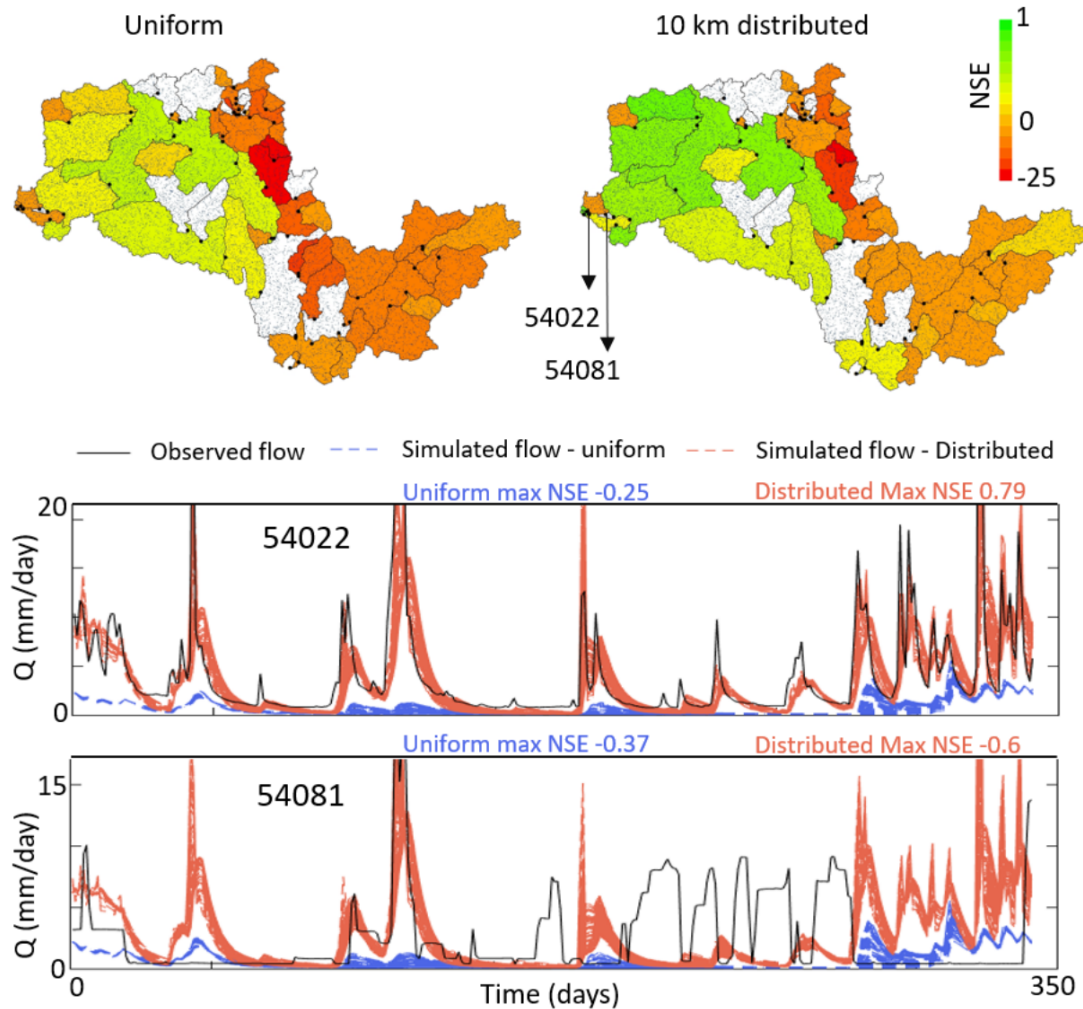 Uniform
10 km distributed
NSE
1
0
-25
54022
54081
Observed flow
Simulated flow - uniform
Simulated flow - Distributed
Uniform max NSE -0.25
Distributed Max NSE 0.79
20
54022
Q (mm/day)
0
Uniform max NSE -0.37
Distributed Max NSE -0.6
15
54081
Q (mm/day)
0
0
Time (days)
350